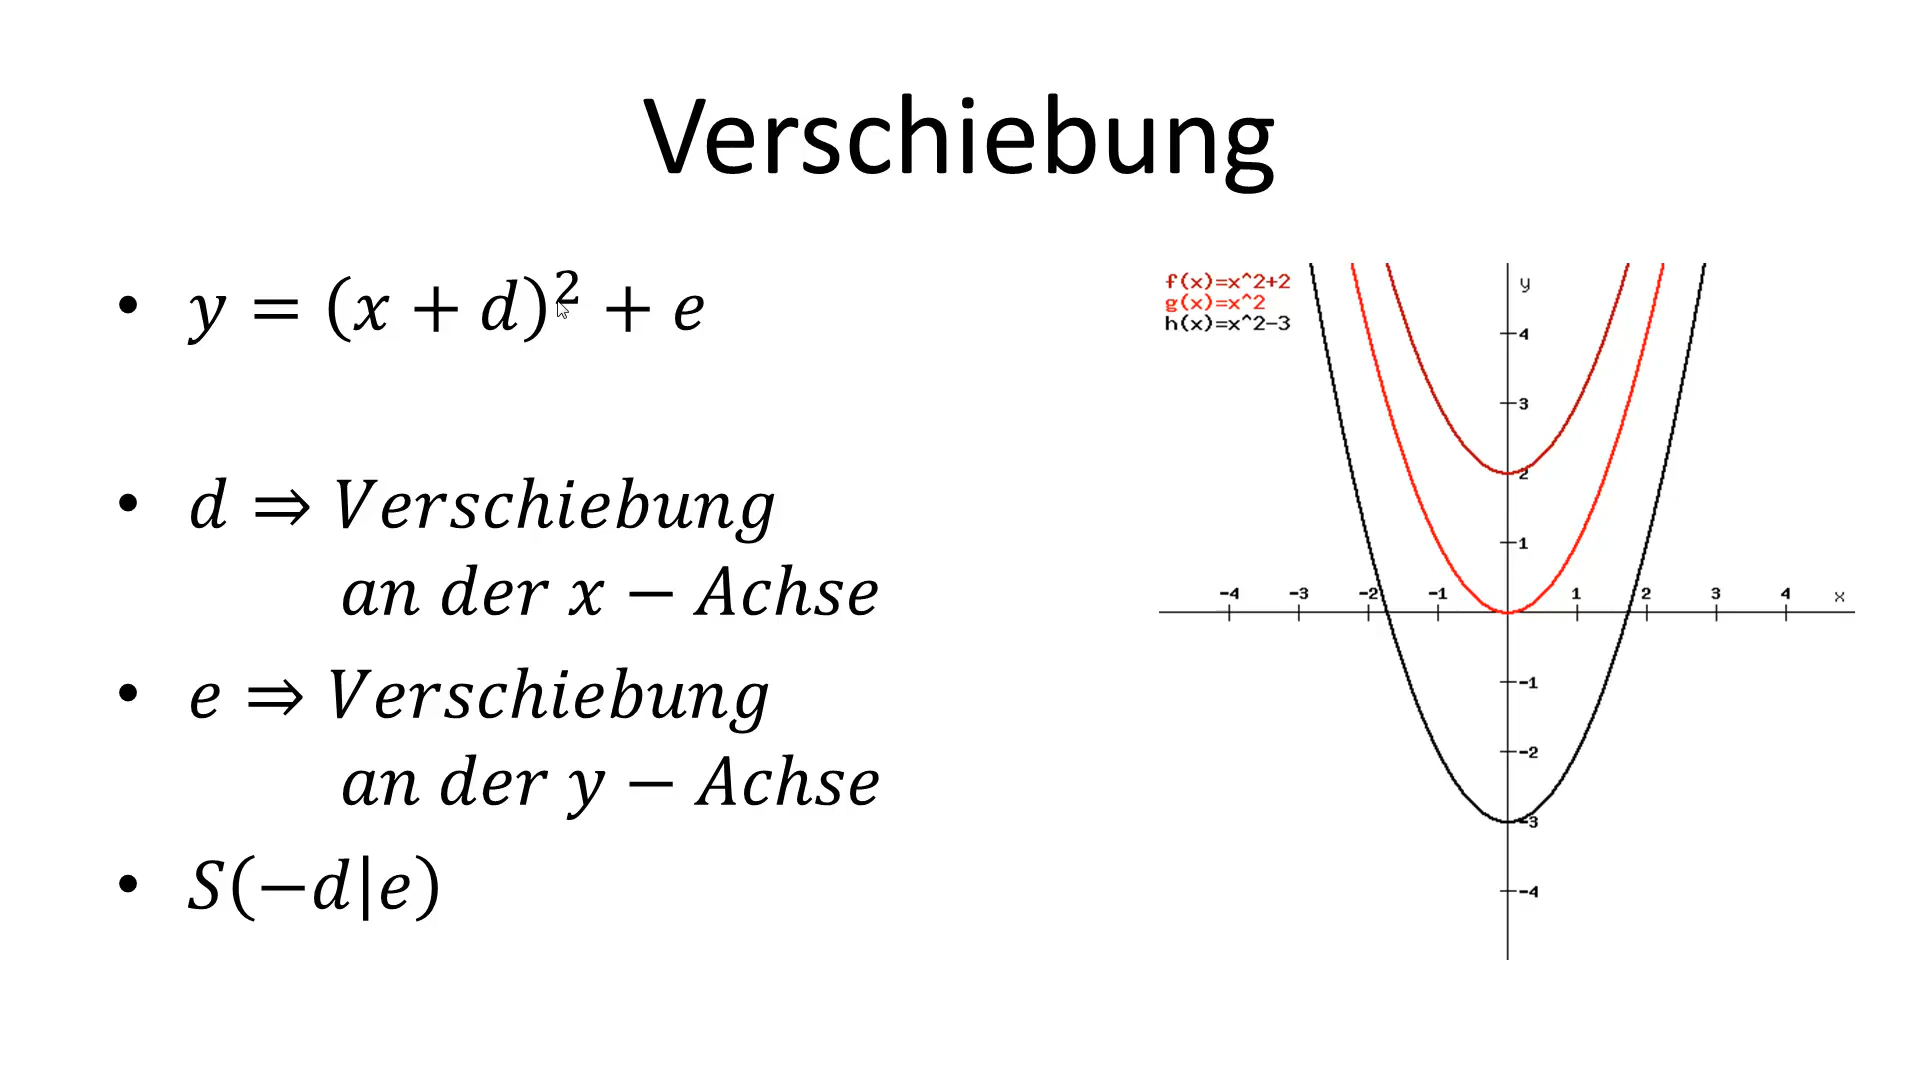 Verschiebung
• y = (x + d)² + e
• d ⇒ Verschiebung
an der x − Achse
• e ⇒ Verschiebung
an der y − Achse
• S(−d|e)
f(x)=x^2+2
g(x)=x^2
h(x)=x^2-3
y
4
3
2
1
-4 -3 -2 -1 1 2 3 4 x
-1
-2
-3
-4